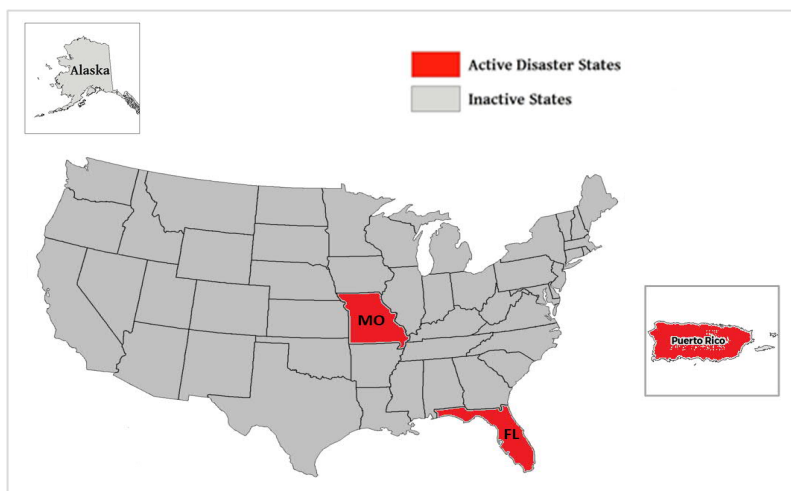 Alaska
Active Disaster States
Inactive States
MO
Puerto Rico
FL